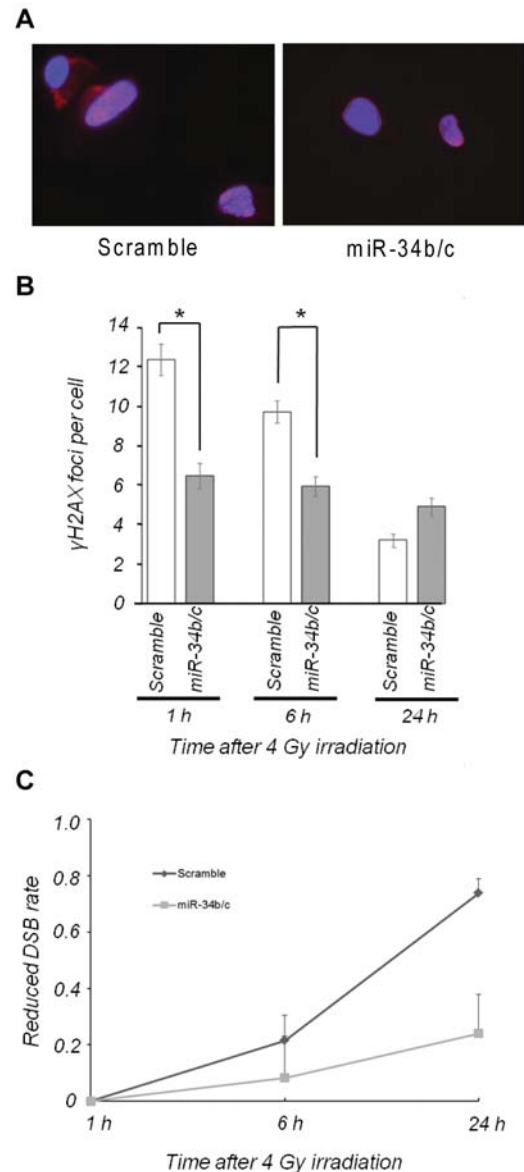 A
Scramble
miR-34b/c
B
γH2AX foci per cell
14
12
10
8
6
4
2
0
*
*
Scramble
miR-34b/c
Scramble
miR-34b/c
Scramble
miR-34b/c
1 h
6 h
24 h
Time after 4 Gy irradiation
C
Reduced DSB rate
1.0
0.8
0.6
0.4
0.2
0
Scramble
miR-34b/c
1 h
6 h
24 h
Time after 4 Gy irradiation